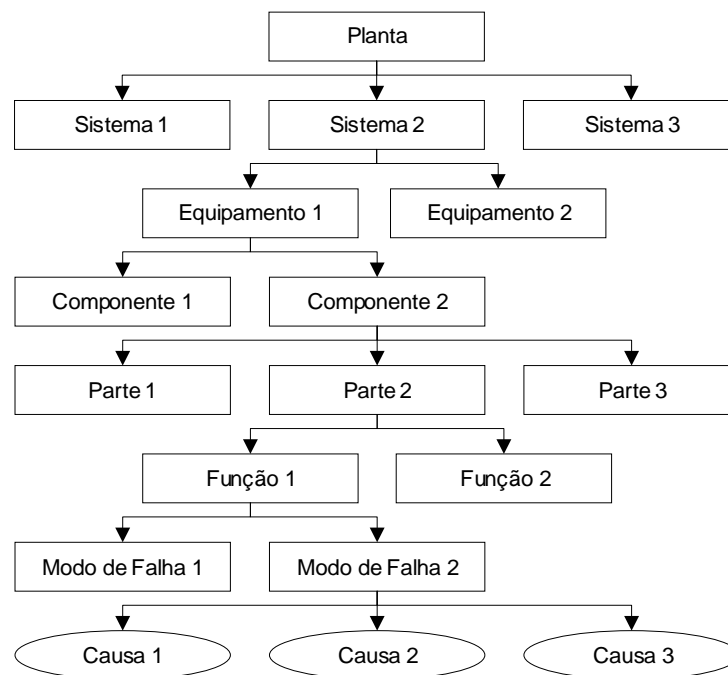 Planta
Sistema 1
Sistema 2
Sistema 3
Equipamento 1
Equipamento 2
Componente 1
Componente 2
Parte 1
Parte 2
Parte 3
Função 1
Função 2
Modo de Falha 1
Modo de Falha 2
Causa 1
Causa 2
Causa 3